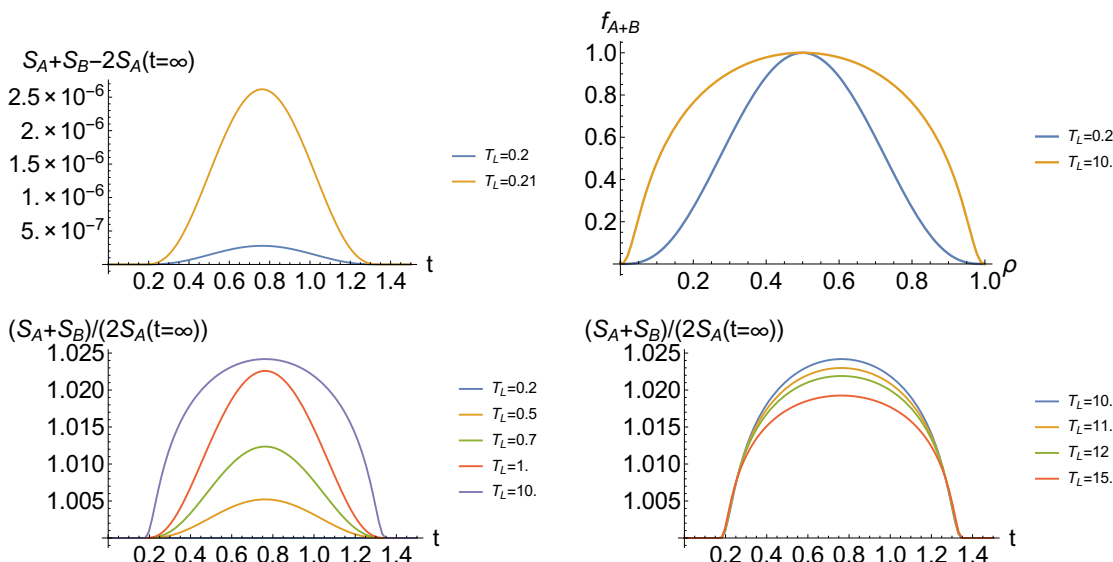 S_A+S_B−2S_A(t=∞)
2.5×10⁻⁶
2.×10⁻⁶
1.5×10⁻⁶
1.×10⁻⁶
5.×10⁻⁷
0.2 0.4 0.6 0.8 1.0 1.2 1.4 t
T_L=0.2
T_L=0.21
f_{A+B}
1.0
0.8
0.6
0.4
0.2
0.2 0.4 0.6 0.8 1.0 ρ
T_L=0.2
T_L=10.
(S_A+S_B)/(2S_A(t=∞))
1.025
1.020
1.015
1.010
1.005
0.2 0.4 0.6 0.8 1.0 1.2 1.4 t
T_L=0.2
T_L=0.5
T_L=0.7
T_L=1.
T_L=10.
(S_A+S_B)/(2S_A(t=∞))
1.025
1.020
1.015
1.010
1.005
0.2 0.4 0.6 0.8 1.0 1.2 1.4 t
T_L=10.
T_L=11.
T_L=12
T_L=15.